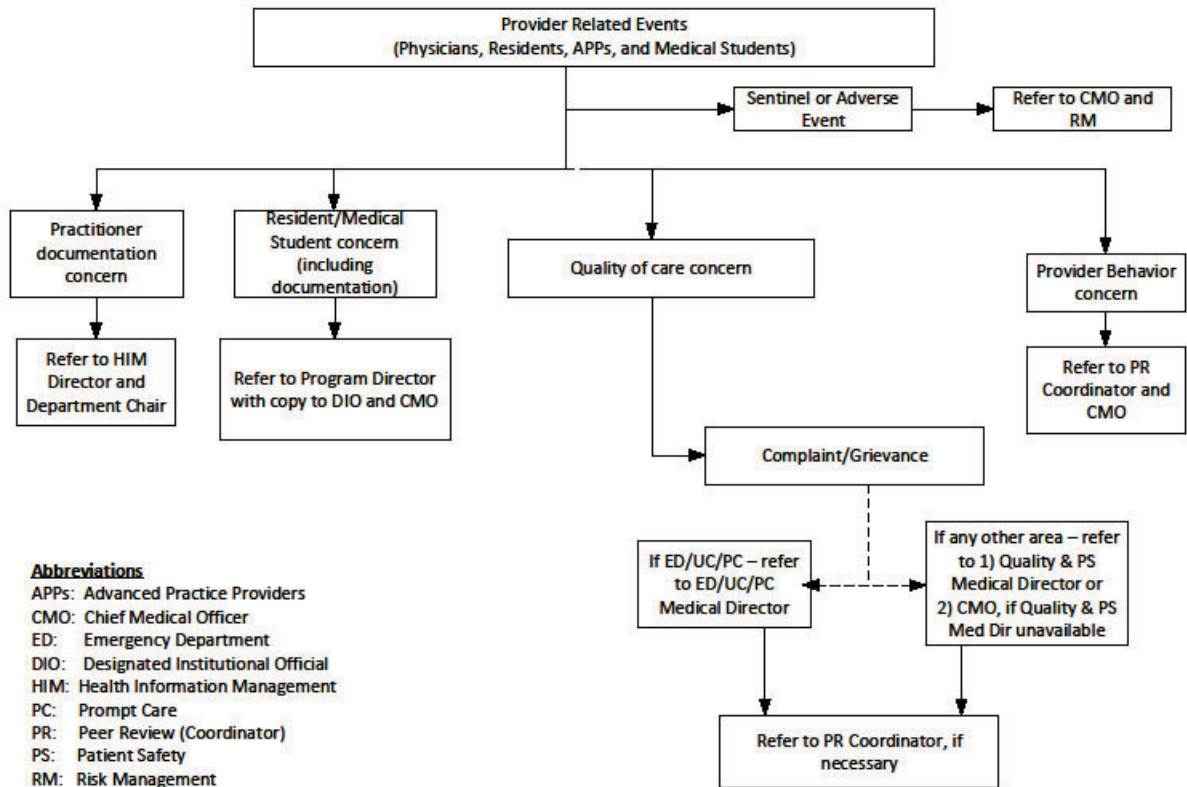 Provider Related Events
(Physicians, Residents, APPs, and Medical Students)
Sentinel or Adverse
Event
Refer to CMO and
RM
Practitioner
documentation
concern
Resident/Medical
Student concern
(including
documentation)
Quality of care concern
Provider Behavior
concern
Refer to HIM
Director and
Department Chair
Refer to Program Director
with copy to DIO and CMO
Refer to PR
Coordinator and
CMO
Complaint/Grievance
If ED/UC/PC – refer
to ED/UC/PC
Medical Director
If any other area – refer
to 1) Quality & PS
Medical Director or
2) CMO, if Quality & PS
Med Dir unavailable
Refer to PR Coordinator, if
necessary
Abbreviations
APPs: Advanced Practice Providers
CMO: Chief Medical Officer
ED: Emergency Department
DIO: Designated Institutional Official
HIM: Health Information Management
PC: Prompt Care
PR: Peer Review (Coordinator)
PS: Patient Safety
RM: Risk Management